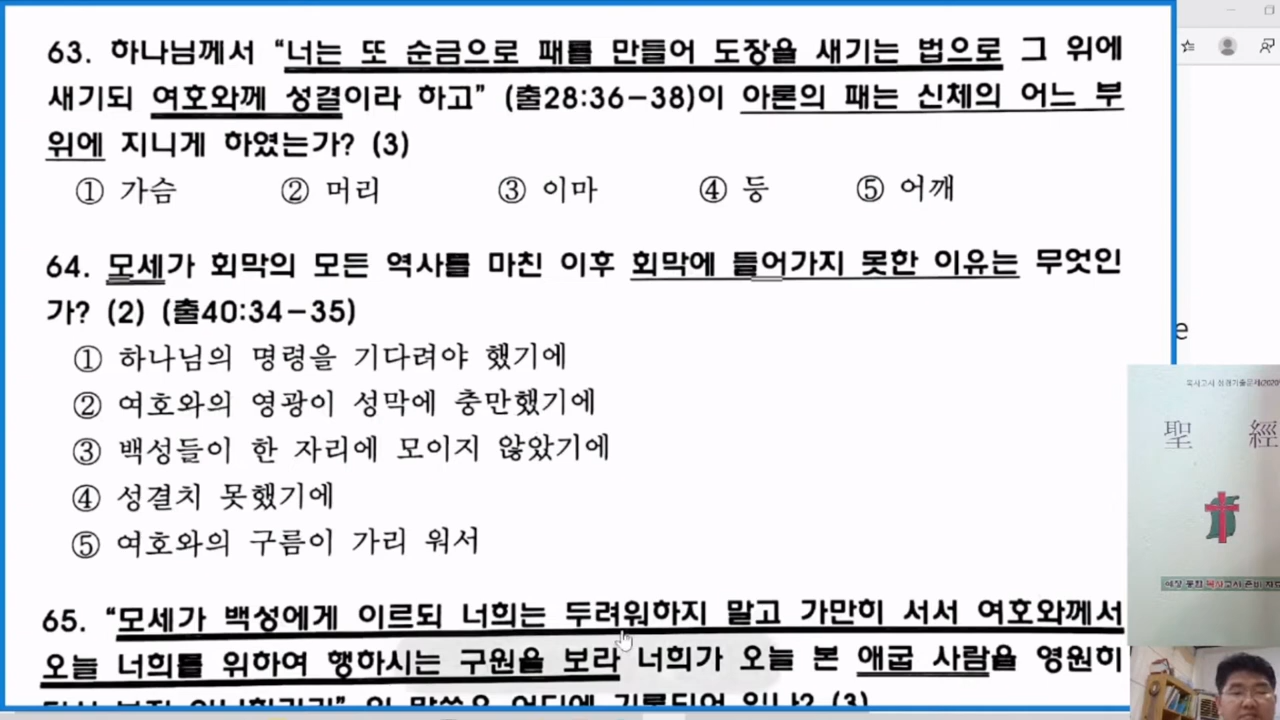 63. 하나님께서 “너는 또 순금으로 패를 만들어 도장을 새기는 법으로 그 위에
새기되 여호와께 성결이라 하고” (출28:36-38)이 아론의 패는 신체의 어느 부
위에 지니게 하였는가? (3)
① 가슴 ② 머리 ③ 이마 ④ 등 ⑤ 어깨
64. 모세가 회막의 모든 역사를 마친 이후 회막에 들어가지 못한 이유는 무엇인
가? (2) (출40:34-35)
① 하나님의 명령을 기다려야 했기에
② 여호와의 영광이 성막에 충만했기에
③ 백성들이 한 자리에 모이지 않았기에
④ 성결치 못했기에
⑤ 여호와의 구름이 가리 워서
65. “모세가 백성에게 이르되 너희는 두려워하지 말고 가만히 서서 여호와께서
오늘 너희를 위하여 행하시는 구원을 보라 너희가 오늘 본 애굽 사람을 영원히
e
聖 經